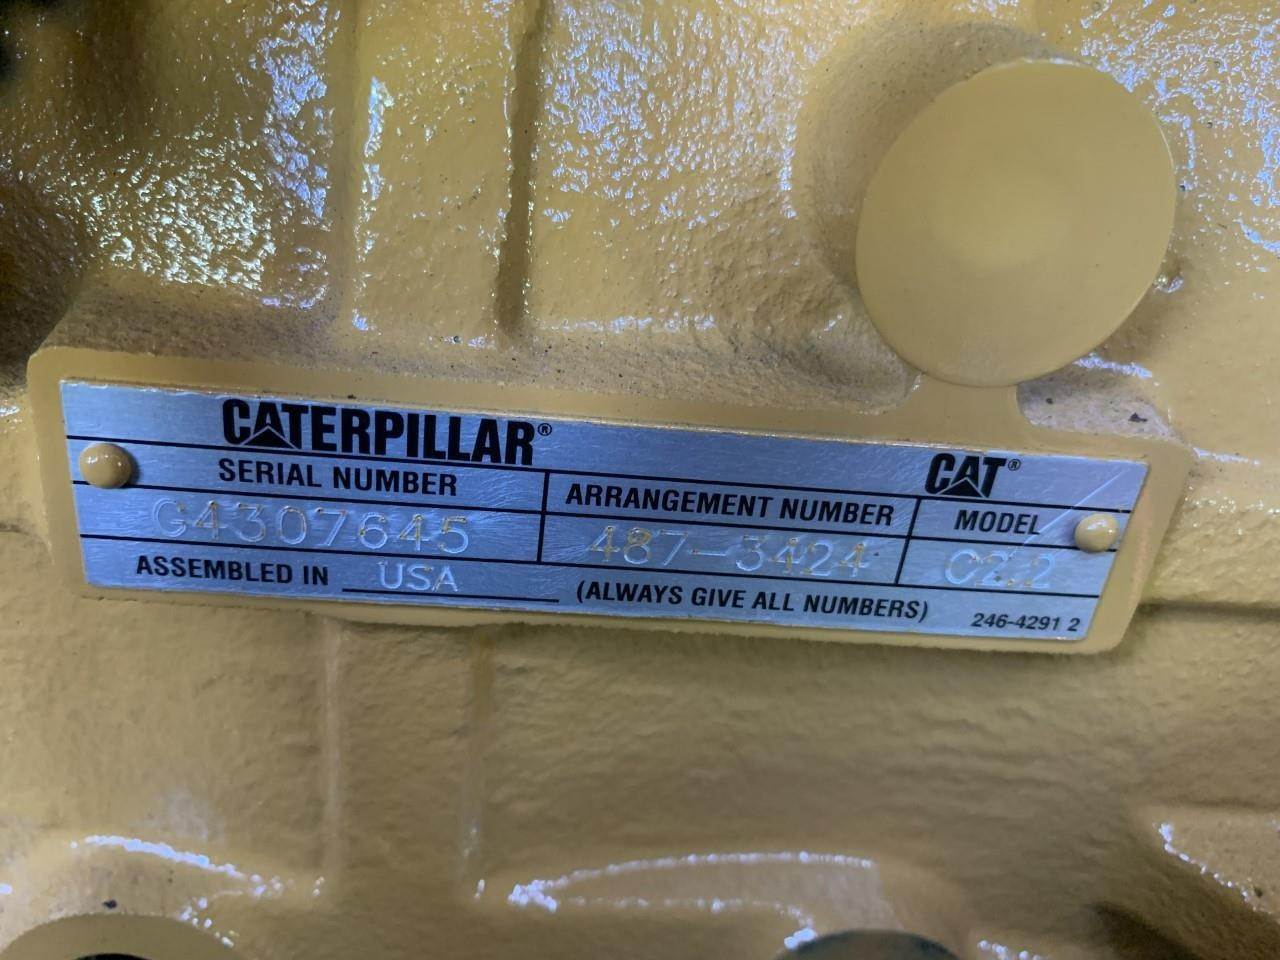 CATERPILLAR®
CAT®
SERIAL NUMBER
ARRANGEMENT NUMBER
MODEL
G4307645
487-3424
C2.2
ASSEMBLED IN USA
(ALWAYS GIVE ALL NUMBERS)
246-4291 2